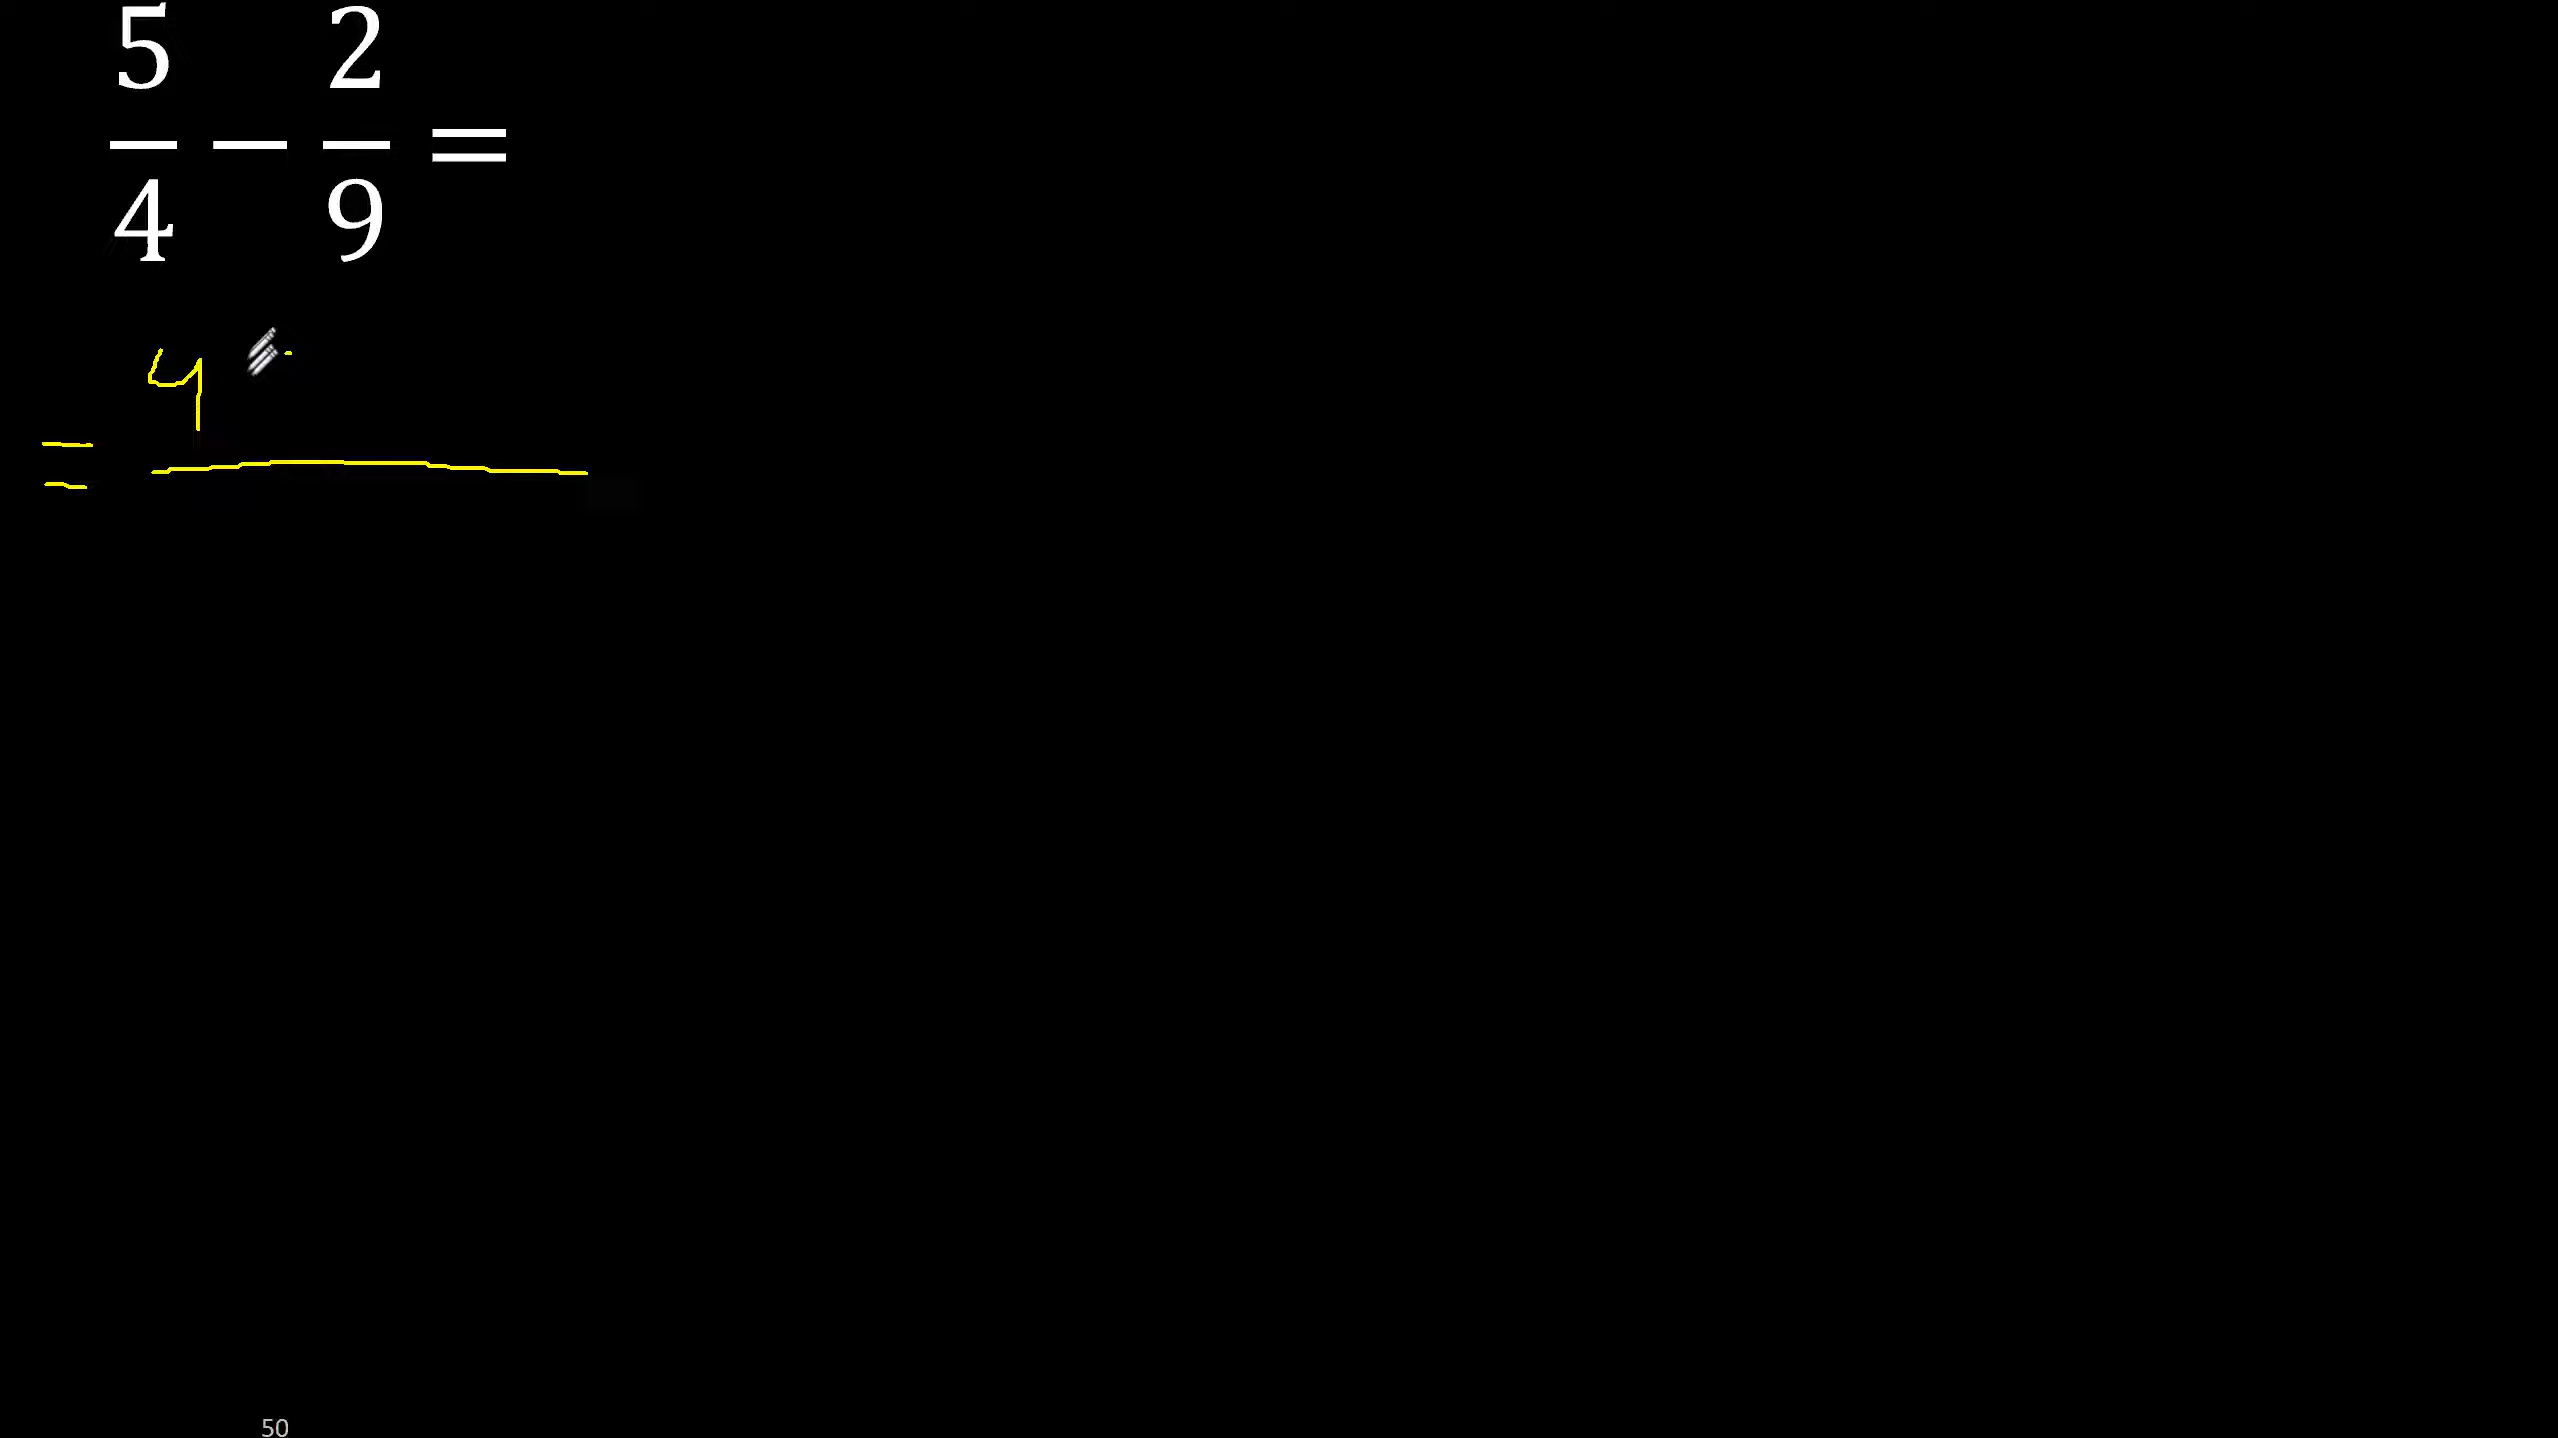 5/4 − 2/9 =
= 4
50